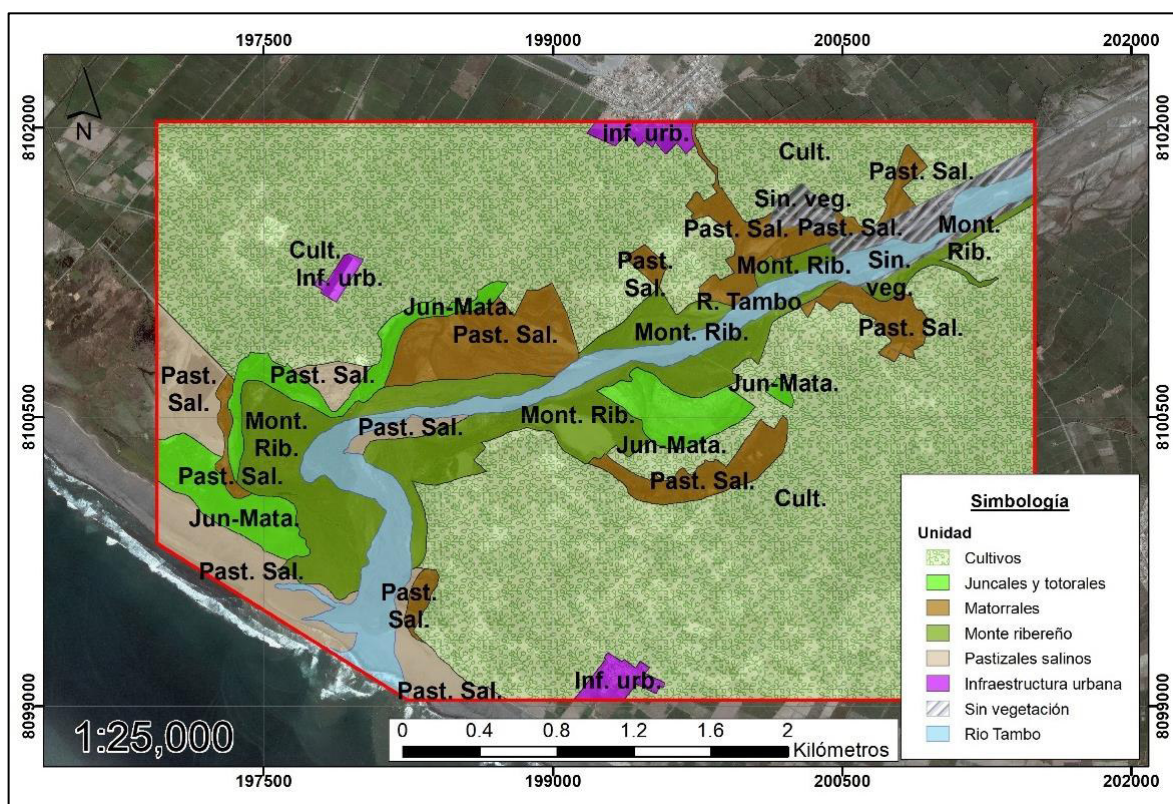 197500
199000
200500
202000
8102000
8102000
N
inf. urb.
Cult.
Past. Sal.
Sin. veg.
Past. Sal.
Past. Sal.
Mont.
Rib.
Cult.
Inf. urb.
Past.
Sal.
Mont. Rib.
Sin.
veg.
R. Tambo
Jun-Mata.
Past. Sal.
Mont. Rib.
Past. Sal.
Past.
Sal.
Past. Sal.
Jun-Mata.
8100500
8100500
Mont.
Rib.
Past. Sal.
Mont. Rib.
Jun-Mata.
Past. Sal.
Past. Sal.
Cult.
Jun-Mata.
Past. Sal.
Past.
Sal.
Inf. urb.
Past. Sal.
8099000
8099000
1:25,000
0 0.4 0.8 1.2 1.6 2
Kilómetros
Simbología
Unidad
Cultivos
Juncales y totorales
Matorrales
Monte ribereño
Pastizales salinos
Infraestructura urbana
Sin vegetación
Rio Tambo
197500
199000
200500
202000